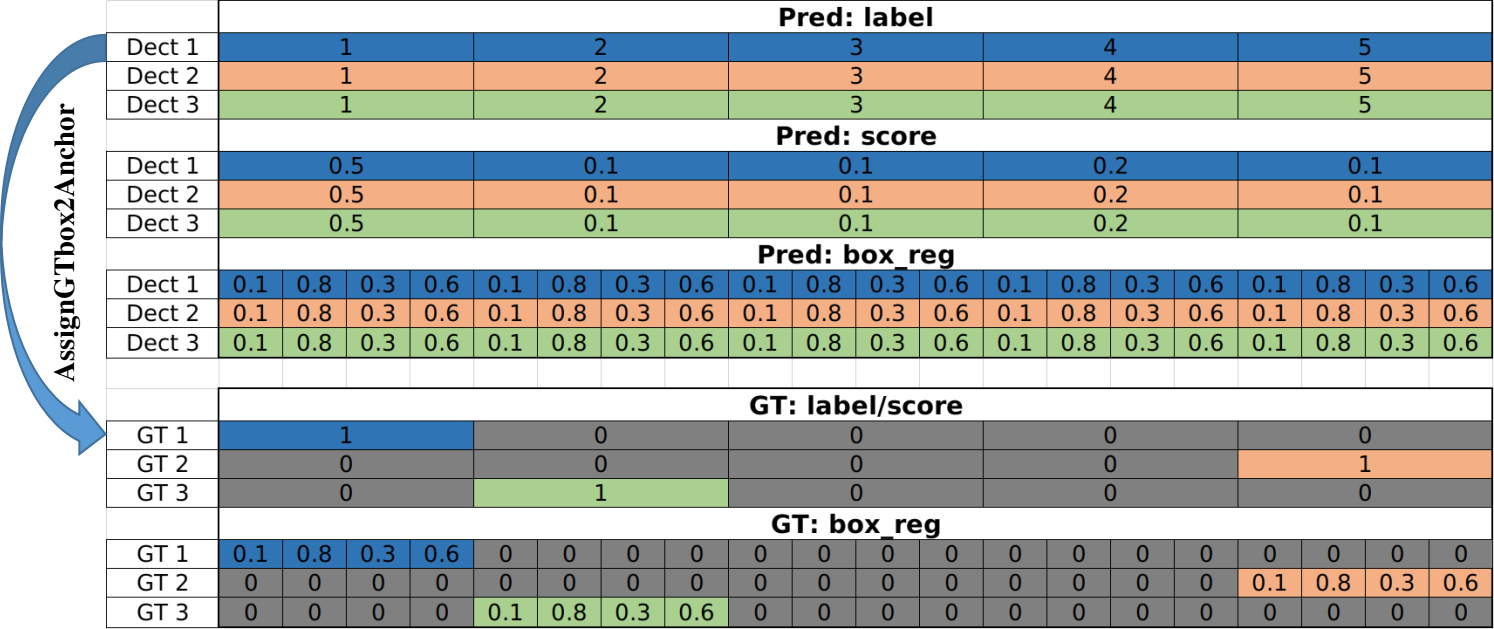 Pred: label
Dect 1 1 2 3 4 5
Dect 2 1 2 3 4 5
Dect 3 1 2 3 4 5
Pred: score
Dect 1 0.5 0.1 0.1 0.2 0.1
Dect 2 0.5 0.1 0.1 0.2 0.1
Dect 3 0.5 0.1 0.1 0.2 0.1
Pred: box_reg
Dect 1 0.1 0.8 0.3 0.6 0.1 0.8 0.3 0.6 0.1 0.8 0.3 0.6 0.1 0.8 0.3 0.6 0.1 0.8 0.3 0.6
Dect 2 0.1 0.8 0.3 0.6 0.1 0.8 0.3 0.6 0.1 0.8 0.3 0.6 0.1 0.8 0.3 0.6 0.1 0.8 0.3 0.6
Dect 3 0.1 0.8 0.3 0.6 0.1 0.8 0.3 0.6 0.1 0.8 0.3 0.6 0.1 0.8 0.3 0.6 0.1 0.8 0.3 0.6
AssignGTbox2Anchor
GT: label/score
GT 1 1 0 0 0 0
GT 2 0 0 0 0 1
GT 3 0 1 0 0 0
GT: box_reg
GT 1 0.1 0.8 0.3 0.6 0 0 0 0 0 0 0 0 0 0 0 0 0 0 0 0
GT 2 0 0 0 0 0 0 0 0 0 0 0 0 0 0 0 0 0.1 0.8 0.3 0.6
GT 3 0 0 0 0 0.1 0.8 0.3 0.6 0 0 0 0 0 0 0 0 0 0 0 0